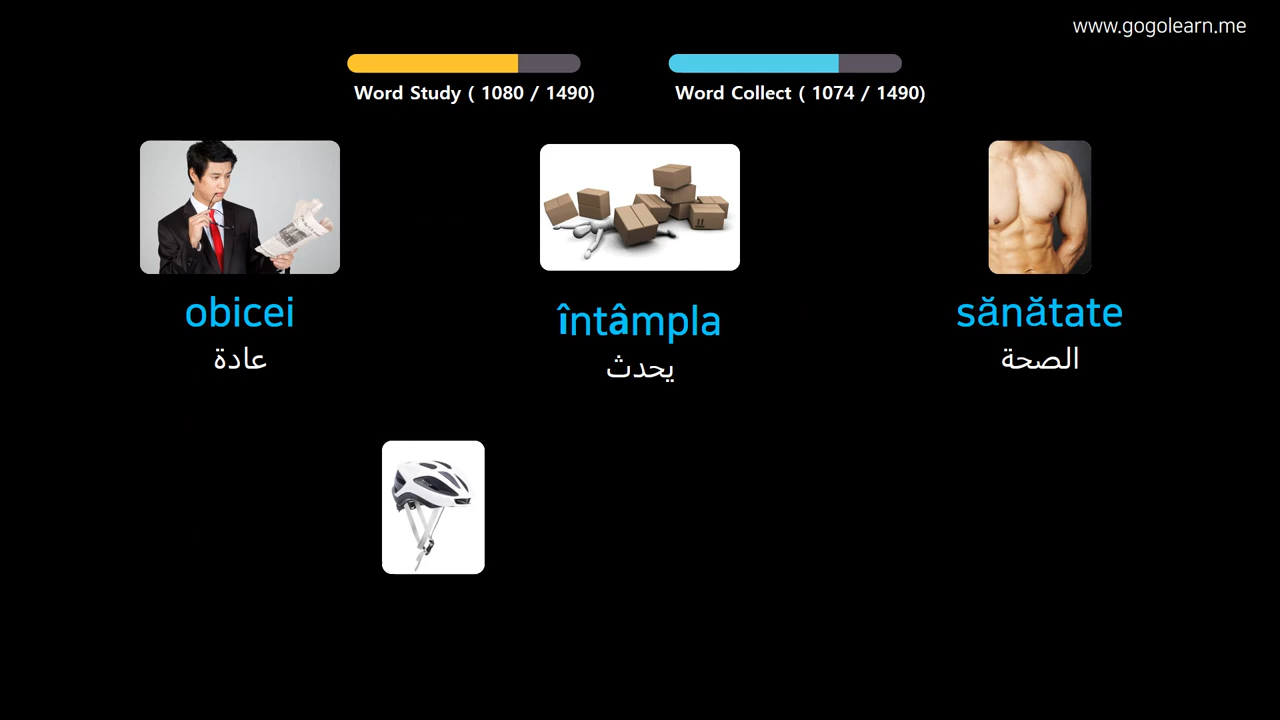 www.gogolearn.me
Word Study ( 1080 / 1490)
Word Collect ( 1074 / 1490)
obicei
عادة
întâmpla
يحدث
sănătate
الصحة